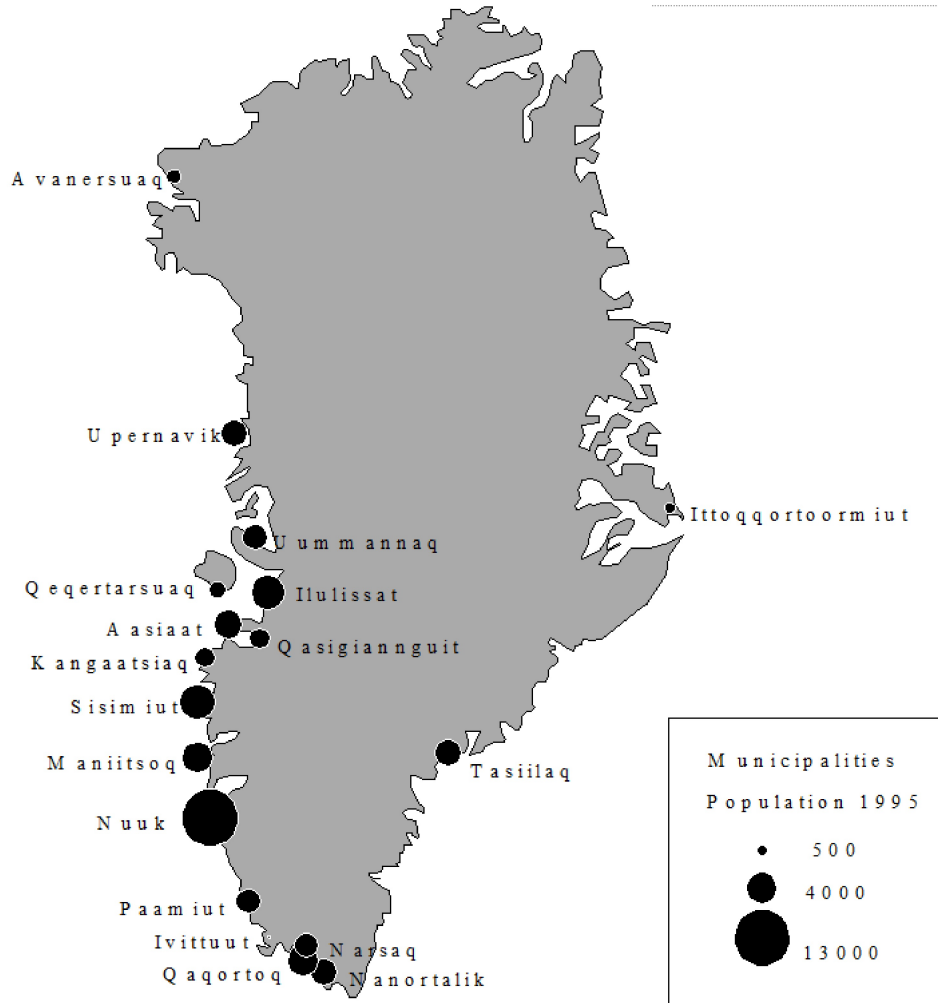 Avanersuaq
Upernavik
Ittoqqortoormiut
Uummannaq
Qeqertarsuaq
Ilulissat
Aasiaat
Qasigiannguit
Kangaatsiaq
Sisimiut
Maniitsoq
Tasiilaq
Nuuk
Paamiut
Ivittuut
Narsaq
Qaqortoq
Nanortalik
Municipalities
Population 1995
500
4000
13000